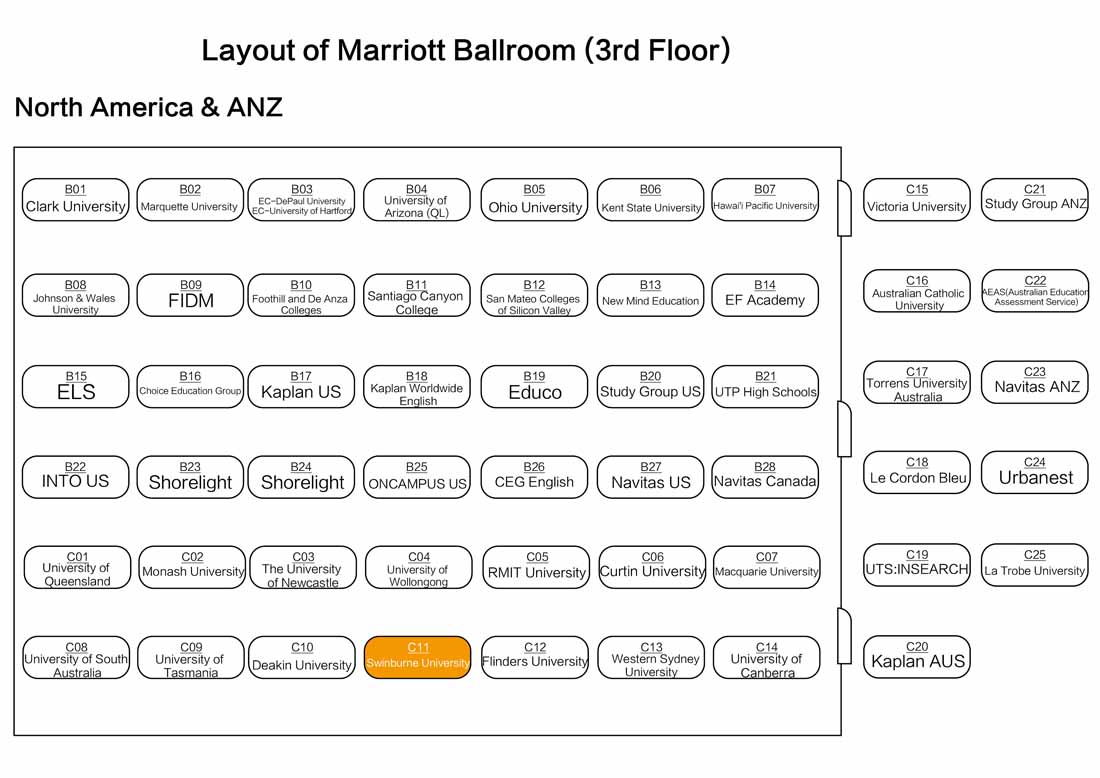 Layout of Marriott Ballroom (3rd Floor)
North America & ANZ
B01
Clark University
B02
Marquette University
B03
EC-DePaul University
EC-University of Hartford
B04
University of
Arizona (QL)
B05
Ohio University
B06
Kent State University
B07
Hawai'i Pacific University
C15
Victoria University
C21
Study Group ANZ
B08
Johnson & Wales
University
B09
FIDM
B10
Foothill and De Anza
Colleges
B11
Santiago Canyon
College
B12
San Mateo Colleges
of Silicon Valley
B13
New Mind Education
B14
EF Academy
C16
Australian Catholic
University
C22
AEAS(Australian Education
Assessment Service)
B15
ELS
B16
Choice Education Group
B17
Kaplan US
B18
Kaplan Worldwide
English
B19
Educo
B20
Study Group US
B21
UTP High Schools
C17
Torrens University
Australia
C23
Navitas ANZ
B22
INTO US
B23
Shorelight
B24
Shorelight
B25
ONCAMPUS US
B26
CEG English
B27
Navitas US
B28
Navitas Canada
C18
Le Cordon Bleu
C24
Urbanest
C01
University of
Queensland
C02
Monash University
C03
The University
of Newcastle
C04
University of
Wollongong
C05
RMIT University
C06
Curtin University
C07
Macquarie University
C19
UTS:INSEARCH
C25
La Trobe University
C08
University of South
Australia
C09
University of
Tasmania
C10
Deakin University
C11
Swinburne University
C12
Flinders University
C13
Western Sydney
University
C14
University of
Canberra
C20
Kaplan AUS